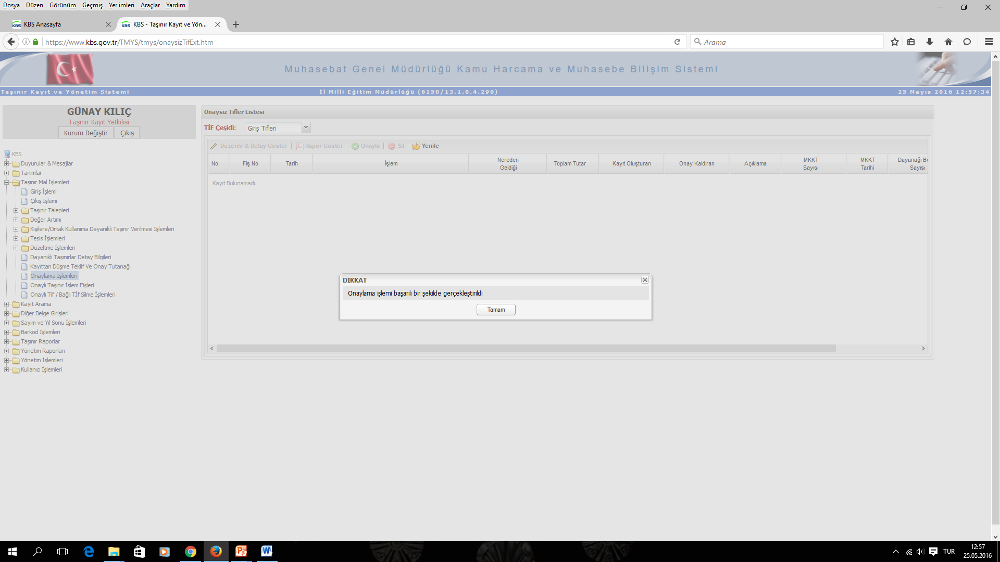 Dosya Düzen Görünüm Geçmiş Yer imleri Araçlar Yardım
KBS KBS Anasayfa
KBS KBS - Taşınır Kayıt ve Yön...
https://www.kbs.gov.tr/TMYS/tmys/onaysizTifExt.htm
Arama
Muhasebat Genel Müdürlüğü Kamu Harcama ve Muhasebe Bilişim Sistemi
Taşınır Kayıt ve Yönetim Sistemi
İl Millî Eğitim Müdürlüğü (6150/13.1.0.4.290)
25 Mayıs 2016 12:57:34
GÜNAY KILIÇ
Taşınır Kayıt Yetkilisi
Kurum Değiştir Çıkış
KBS
Duyurular & Mesajlar
Tanımlar
Taşınır Mal İşlemleri
Giriş İşlemi
Çıkış İşlemi
Taşınır Talepleri
Değer Artımı
Kişilere/Ortak Kullanıma Dayanıklı Taşınır Verilmesi İşlemleri
Tesis İşlemleri
Düzeltme İşlemleri
Dayanıklı Taşınırlar Detay Bilgileri
Kayıttan Düşme Teklif Ve Onay Tutanağı
Onaylama İşlemleri
Onaylı Taşınır İşlem Fişleri
Onaylı Tif / Bağlı Tİf Silme İşlemleri
Kayıt Arama
Diğer Belge Girişleri
Sayım ve Yıl Sonu İşlemleri
Barkod İşlemleri
Taşınır Raporlar
Yönetim Raporları
Yönetim İşlemleri
Kullanıcı İşlemleri
Onaysız Tifler Listesi
TİF Çeşidi: Giriş Tifleri
Düzenle & Detay Göster Rapor Göster Onayla Sil Yenile
No Fiş No Tarih İşlem Nereden Geldiği Toplam Tutar Kayıt Oluşturan Onay Kaldıran Açıklama MKKT Sayısı MKKT Tarihi Dayanağı Be Sayısı
Kayıt Bulunamadı.
DİKKAT
Onaylama işlemi başarılı bir şekilde gerçekleştirildi
Tamam
TUR
12:57
25.05.2016